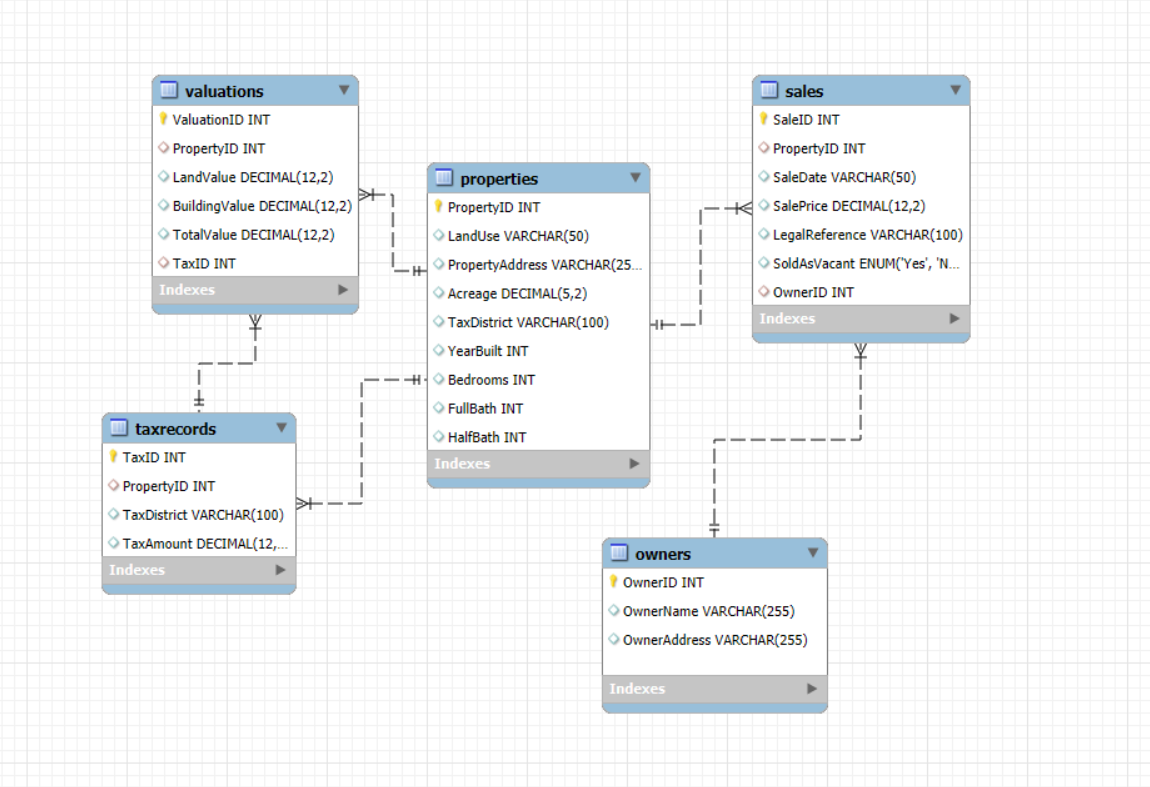 valuations
ValuationID INT
PropertyID INT
LandValue DECIMAL(12,2)
BuildingValue DECIMAL(12,2)
TotalValue DECIMAL(12,2)
TaxID INT
Indexes
properties
PropertyID INT
LandUse VARCHAR(50)
PropertyAddress VARCHAR(25...
Acreage DECIMAL(5,2)
TaxDistrict VARCHAR(100)
YearBuilt INT
Bedrooms INT
FullBath INT
HalfBath INT
Indexes
sales
SaleID INT
PropertyID INT
SaleDate VARCHAR(50)
SalePrice DECIMAL(12,2)
LegalReference VARCHAR(100)
SoldAsVacant ENUM('Yes', 'N...
OwnerID INT
Indexes
taxrecords
TaxID INT
PropertyID INT
TaxDistrict VARCHAR(100)
TaxAmount DECIMAL(12,...
Indexes
owners
OwnerID INT
OwnerName VARCHAR(255)
OwnerAddress VARCHAR(255)
Indexes